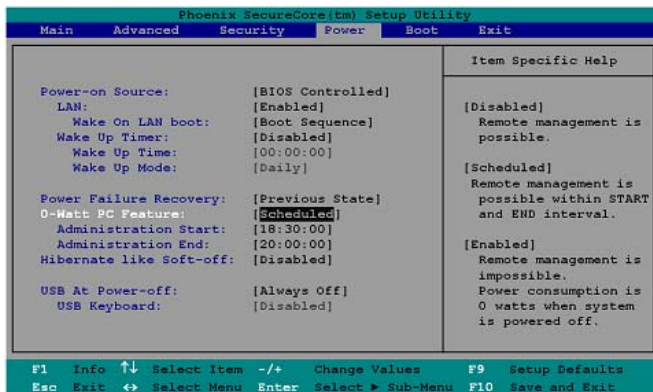 Phoenix SecureCore(tm) Setup Utility
Main Advanced Security Power Boot Exit
Item Specific Help
Power-on Source: [BIOS Controlled]
LAN: [Enabled]
Wake On LAN boot: [Boot Sequence]
Wake Up Timer: [Disabled]
Wake Up Time: [00:00:00]
Wake Up Mode: [Daily]
Power Failure Recovery: [Previous State]
0-Watt PC Feature: [Scheduled]
Administration Start: [18:30:00]
Administration End: [20:00:00]
Hibernate like Soft-off: [Disabled]
USB At Power-off: [Always Off]
USB Keyboard: [Disabled]
[Disabled]
Remote management is
possible.
[Scheduled]
Remote management is
possible within START
and END interval.
[Enabled]
Remote management is
impossible.
Power consumption is
0 watts when system
is powered off.
F1 Info ↑↓ Select Item -/+ Change Values F9 Setup Defaults
Esc Exit ↔ Select Menu Enter Select ► Sub-Menu F10 Save and Exit